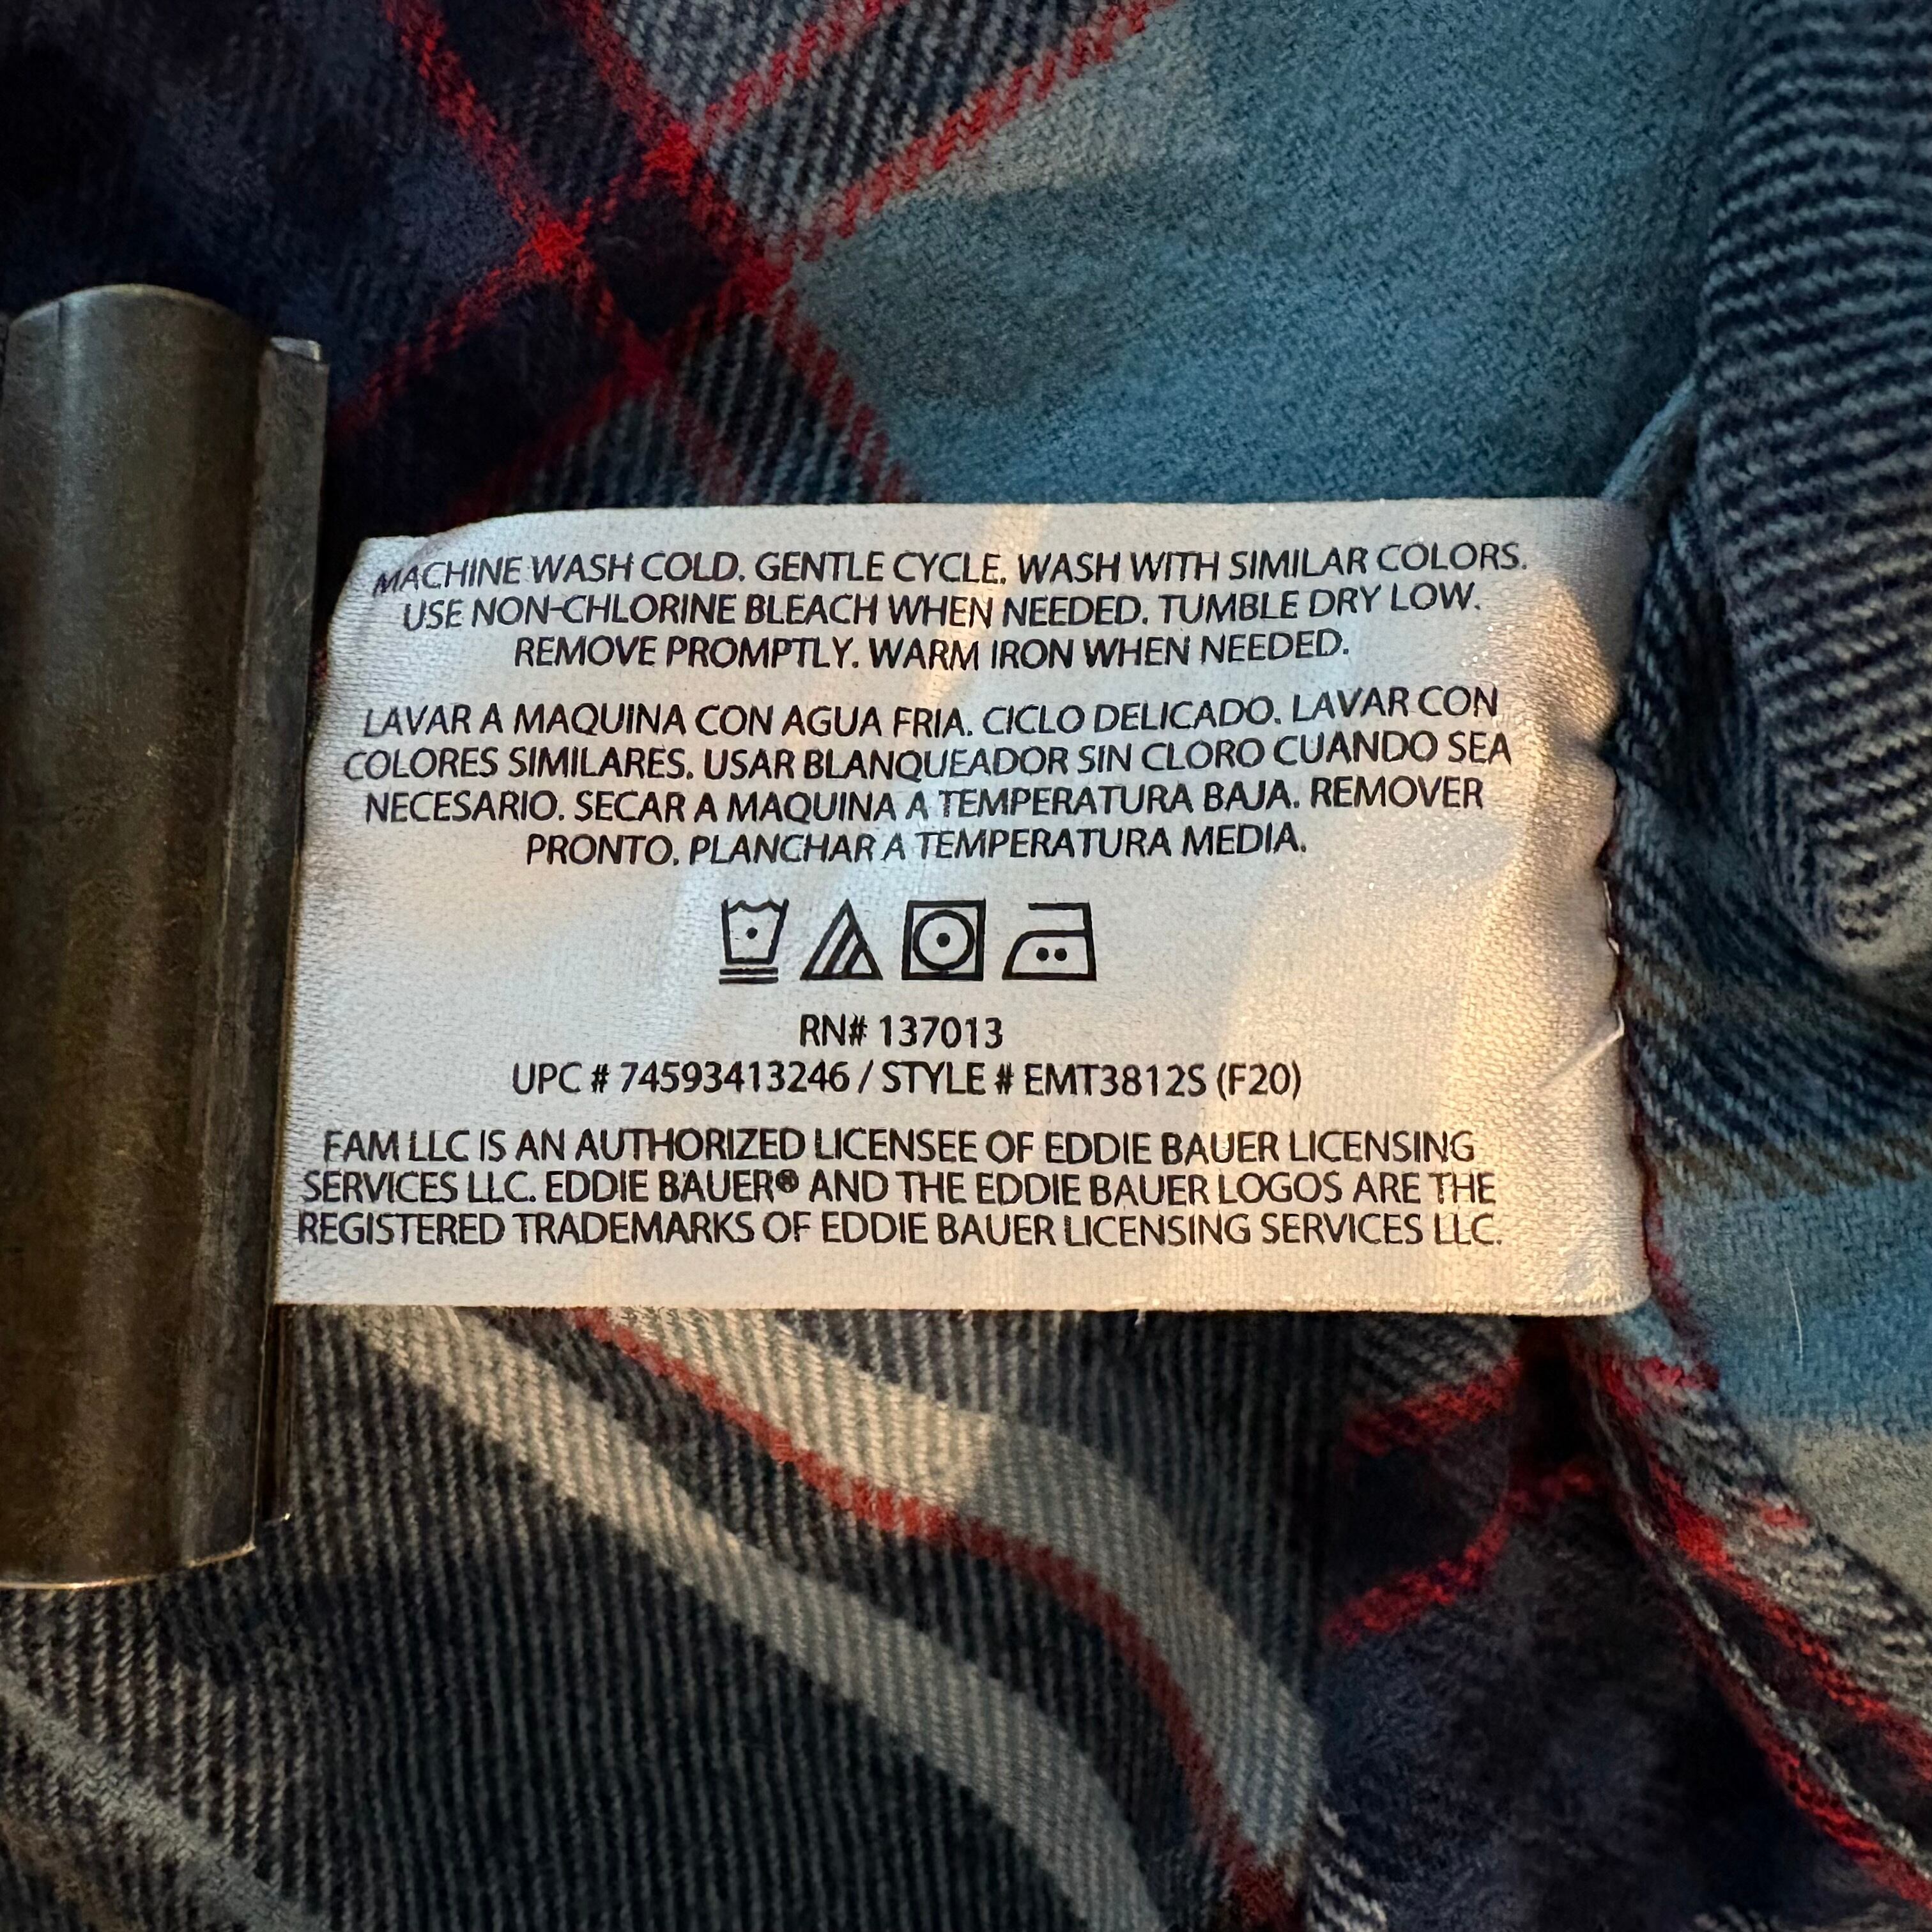 MACHINE WASH COLD. GENTLE CYCLE. WASH WITH SIMILAR COLORS.
USE NON-CHLORINE BLEACH WHEN NEEDED. TUMBLE DRY LOW.
REMOVE PROMPTLY. WARM IRON WHEN NEEDED.
LAVAR A MAQUINA CON AGUA FRIA. CICLO DELICADO. LAVAR CON
COLORES SIMILARES. USAR BLANQUEADOR SIN CLORO CUANDO SEA
NECESARIO. SECAR A MAQUINA A TEMPERATURA BAJA. REMOVER
PRONTO. PLANCHAR A TEMPERATURA MEDIA.
RN# 137013
UPC # 74593413246 / STYLE # EMT3812S (F20)
FAM LLC IS AN AUTHORIZED LICENSEE OF EDDIE BAUER LICENSING
SERVICES LLC. EDDIE BAUER® AND THE EDDIE BAUER LOGOS ARE THE
REGISTERED TRADEMARKS OF EDDIE BAUER LICENSING SERVICES LLC.